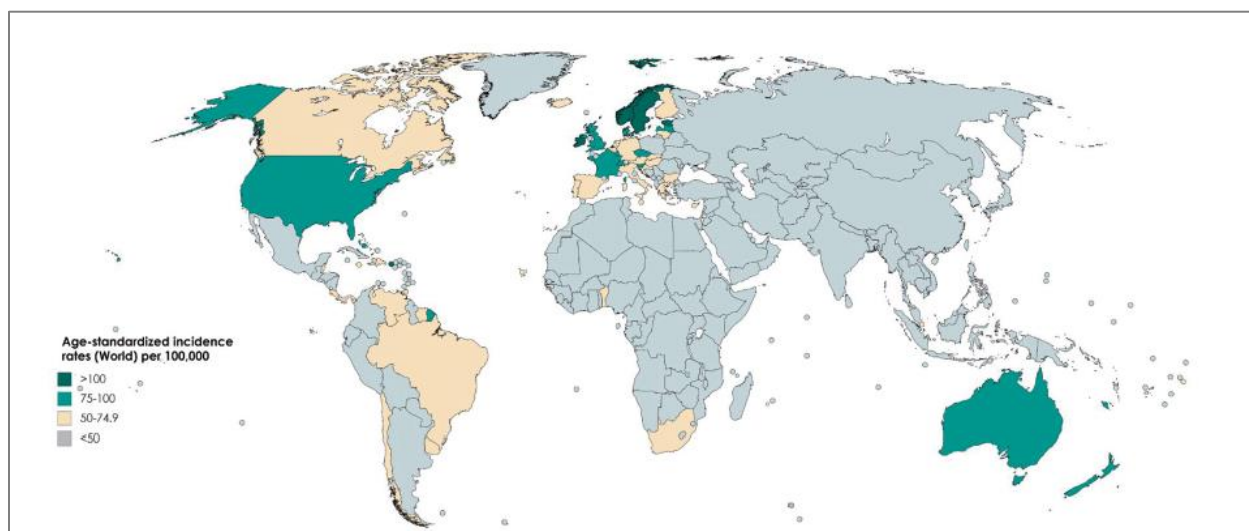 Age-standardized incidence
rates (World) per 100,000
>100
75-100
50-74.9
<50